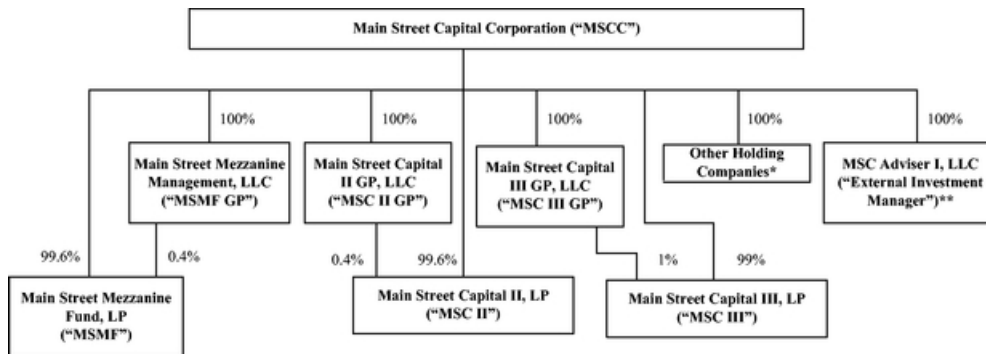 Main Street Capital Corporation (“MSCC”)
100%
100%
100%
100%
100%
Main Street Mezzanine
Management, LLC
(“MSMF GP”)
Main Street Capital
II GP, LLC
(“MSC II GP”)
Main Street Capital
III GP, LLC
(“MSC III GP”)
Other Holding
Companies*
MSC Adviser I, LLC
(“External Investment
Manager”)**
99.6%
0.4%
0.4%
99.6%
1%
99%
Main Street Mezzanine
Fund, LP
(“MSMF”)
Main Street Capital II, LP
(“MSC II”)
Main Street Capital III, LP
(“MSC III”)